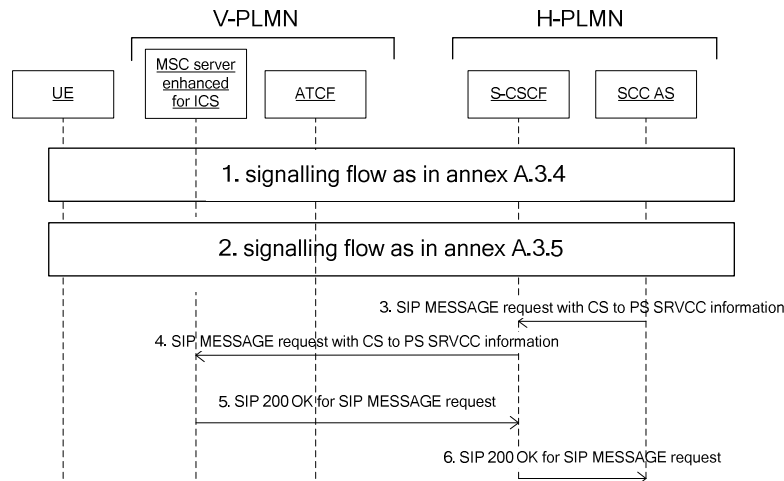 V-PLMN
H-PLMN
MSC server
enhanced
for ICS
UE
ATCF
S-CSCF
SCC AS
1. signalling flow as in annex A.3.4
2. signalling flow as in annex A.3.5
3. SIP MESSAGE request with CS to PS SRVCC information
4. SIP MESSAGE request with CS to PS SRVCC information
5. SIP 200 OK for SIP MESSAGE request
6. SIP 200 OK for SIP MESSAGE request